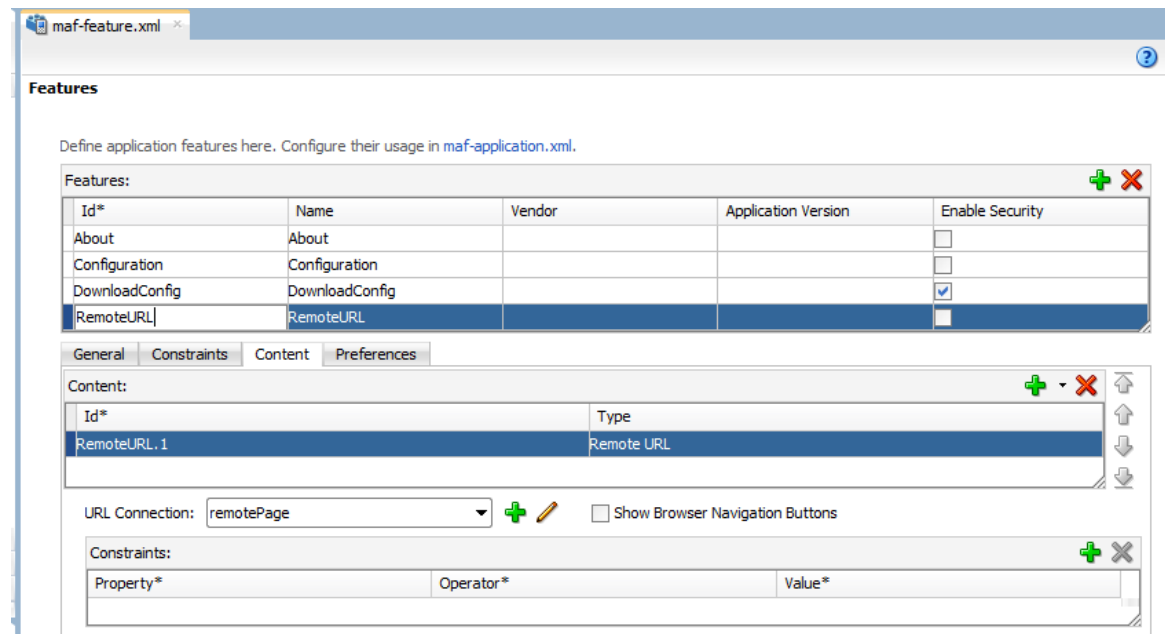 maf-feature.xml
Features
Define application features here. Configure their usage in maf-application.xml.
Features:
Id* Name Vendor Application Version Enable Security
About About
Configuration Configuration
DownloadConfig DownloadConfig
RemoteURL RemoteURL
General Constraints Content Preferences
Content:
Id* Type
RemoteURL.1 Remote URL
URL Connection: remotePage Show Browser Navigation Buttons
Constraints:
Property* Operator* Value*